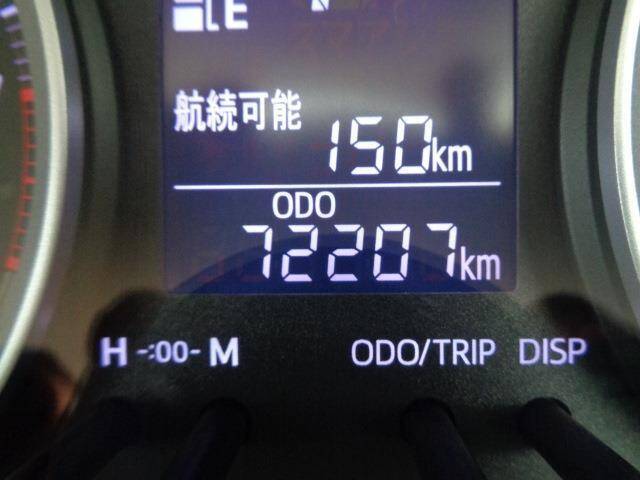 E
航続可能
150km
ODO
72207km
H -:00- M ODO/TRIP DISP